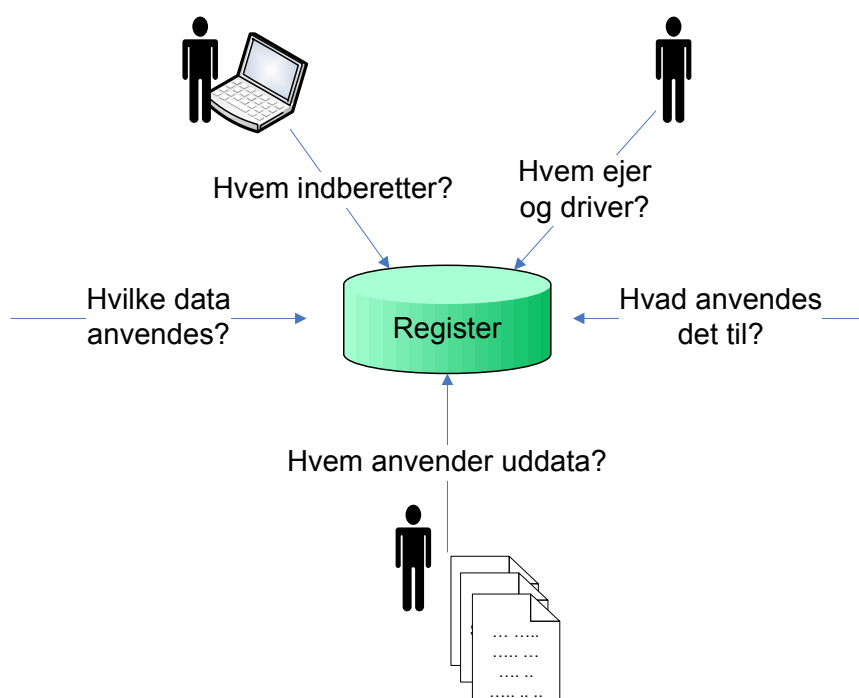 Hvem indberetter?
Hvem ejer
og driver?
Hvilke data
anvendes?
Register
Hvad anvendes
det til?
Hvem anvender uddata?
... .....
..... ...
.... ..
..... .. ..